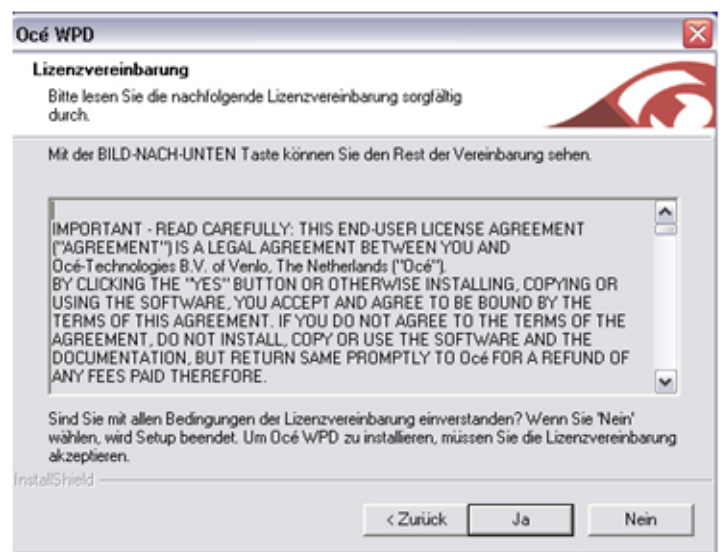 Océ WPD
Lizenzvereinbarung
Bitte lesen Sie die nachfolgende Lizenzvereinbarung sorgfältig
durch.
Mit der BILD-NACH-UNTEN Taste können Sie den Rest der Vereinbarung sehen.
IMPORTANT - READ CAREFULLY: THIS END-USER LICENSE AGREEMENT
("AGREEMENT") IS A LEGAL AGREEMENT BETWEEN YOU AND
Océ-Technologies B.V. of Venlo, The Netherlands ("Océ").
BY CLICKING THE "YES" BUTTON OR OTHERWISE INSTALLING, COPYING OR
USING THE SOFTWARE, YOU ACCEPT AND AGREE TO BE BOUND BY THE
TERMS OF THIS AGREEMENT. IF YOU DO NOT AGREE TO THE TERMS OF THE
AGREEMENT, DO NOT INSTALL, COPY OR USE THE SOFTWARE AND THE
DOCUMENTATION, BUT RETURN SAME PROMPTLY TO Océ FOR A REFUND OF
ANY FEES PAID THEREFORE.
Sind Sie mit allen Bedingungen der Lizenzvereinbarung einverstanden? Wenn Sie 'Nein'
wählen, wird Setup beendet. Um Océ WPD zu installieren, müssen Sie die Lizenzvereinbarung
akzeptieren.
InstallShield
< Zurück Ja Nein